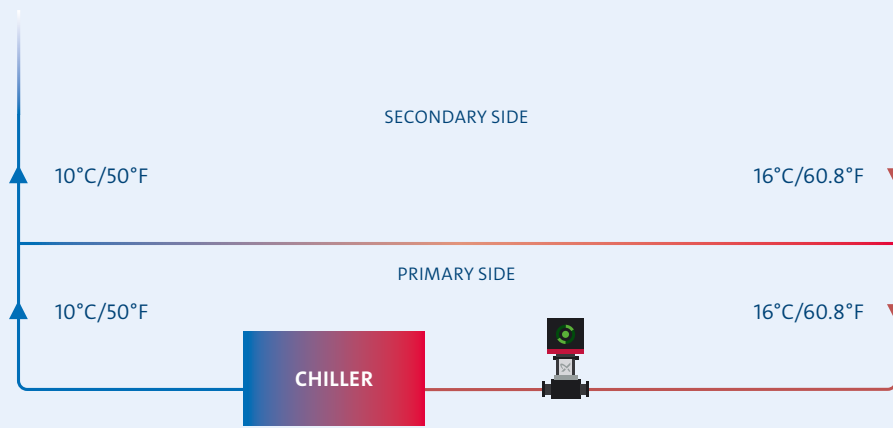 SECONDARY SIDE
10°C/50°F
16°C/60.8°F
PRIMARY SIDE
10°C/50°F
16°C/60.8°F
CHILLER